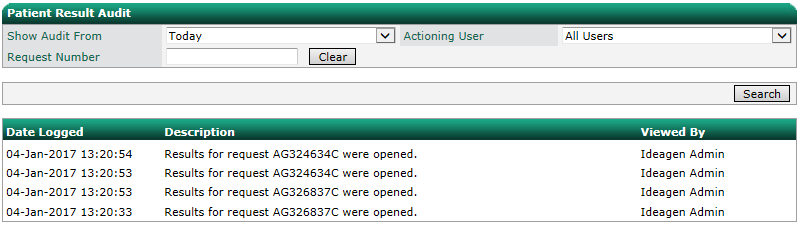 Patient Result Audit
Show Audit From Today Actioning User All Users
Request Number Clear
Search
Date Logged Description Viewed By
04-Jan-2017 13:20:54 Results for request AG324634C were opened. Ideagen Admin
04-Jan-2017 13:20:53 Results for request AG324634C were opened. Ideagen Admin
04-Jan-2017 13:20:53 Results for request AG326837C were opened. Ideagen Admin
04-Jan-2017 13:20:33 Results for request AG326837C were opened. Ideagen Admin